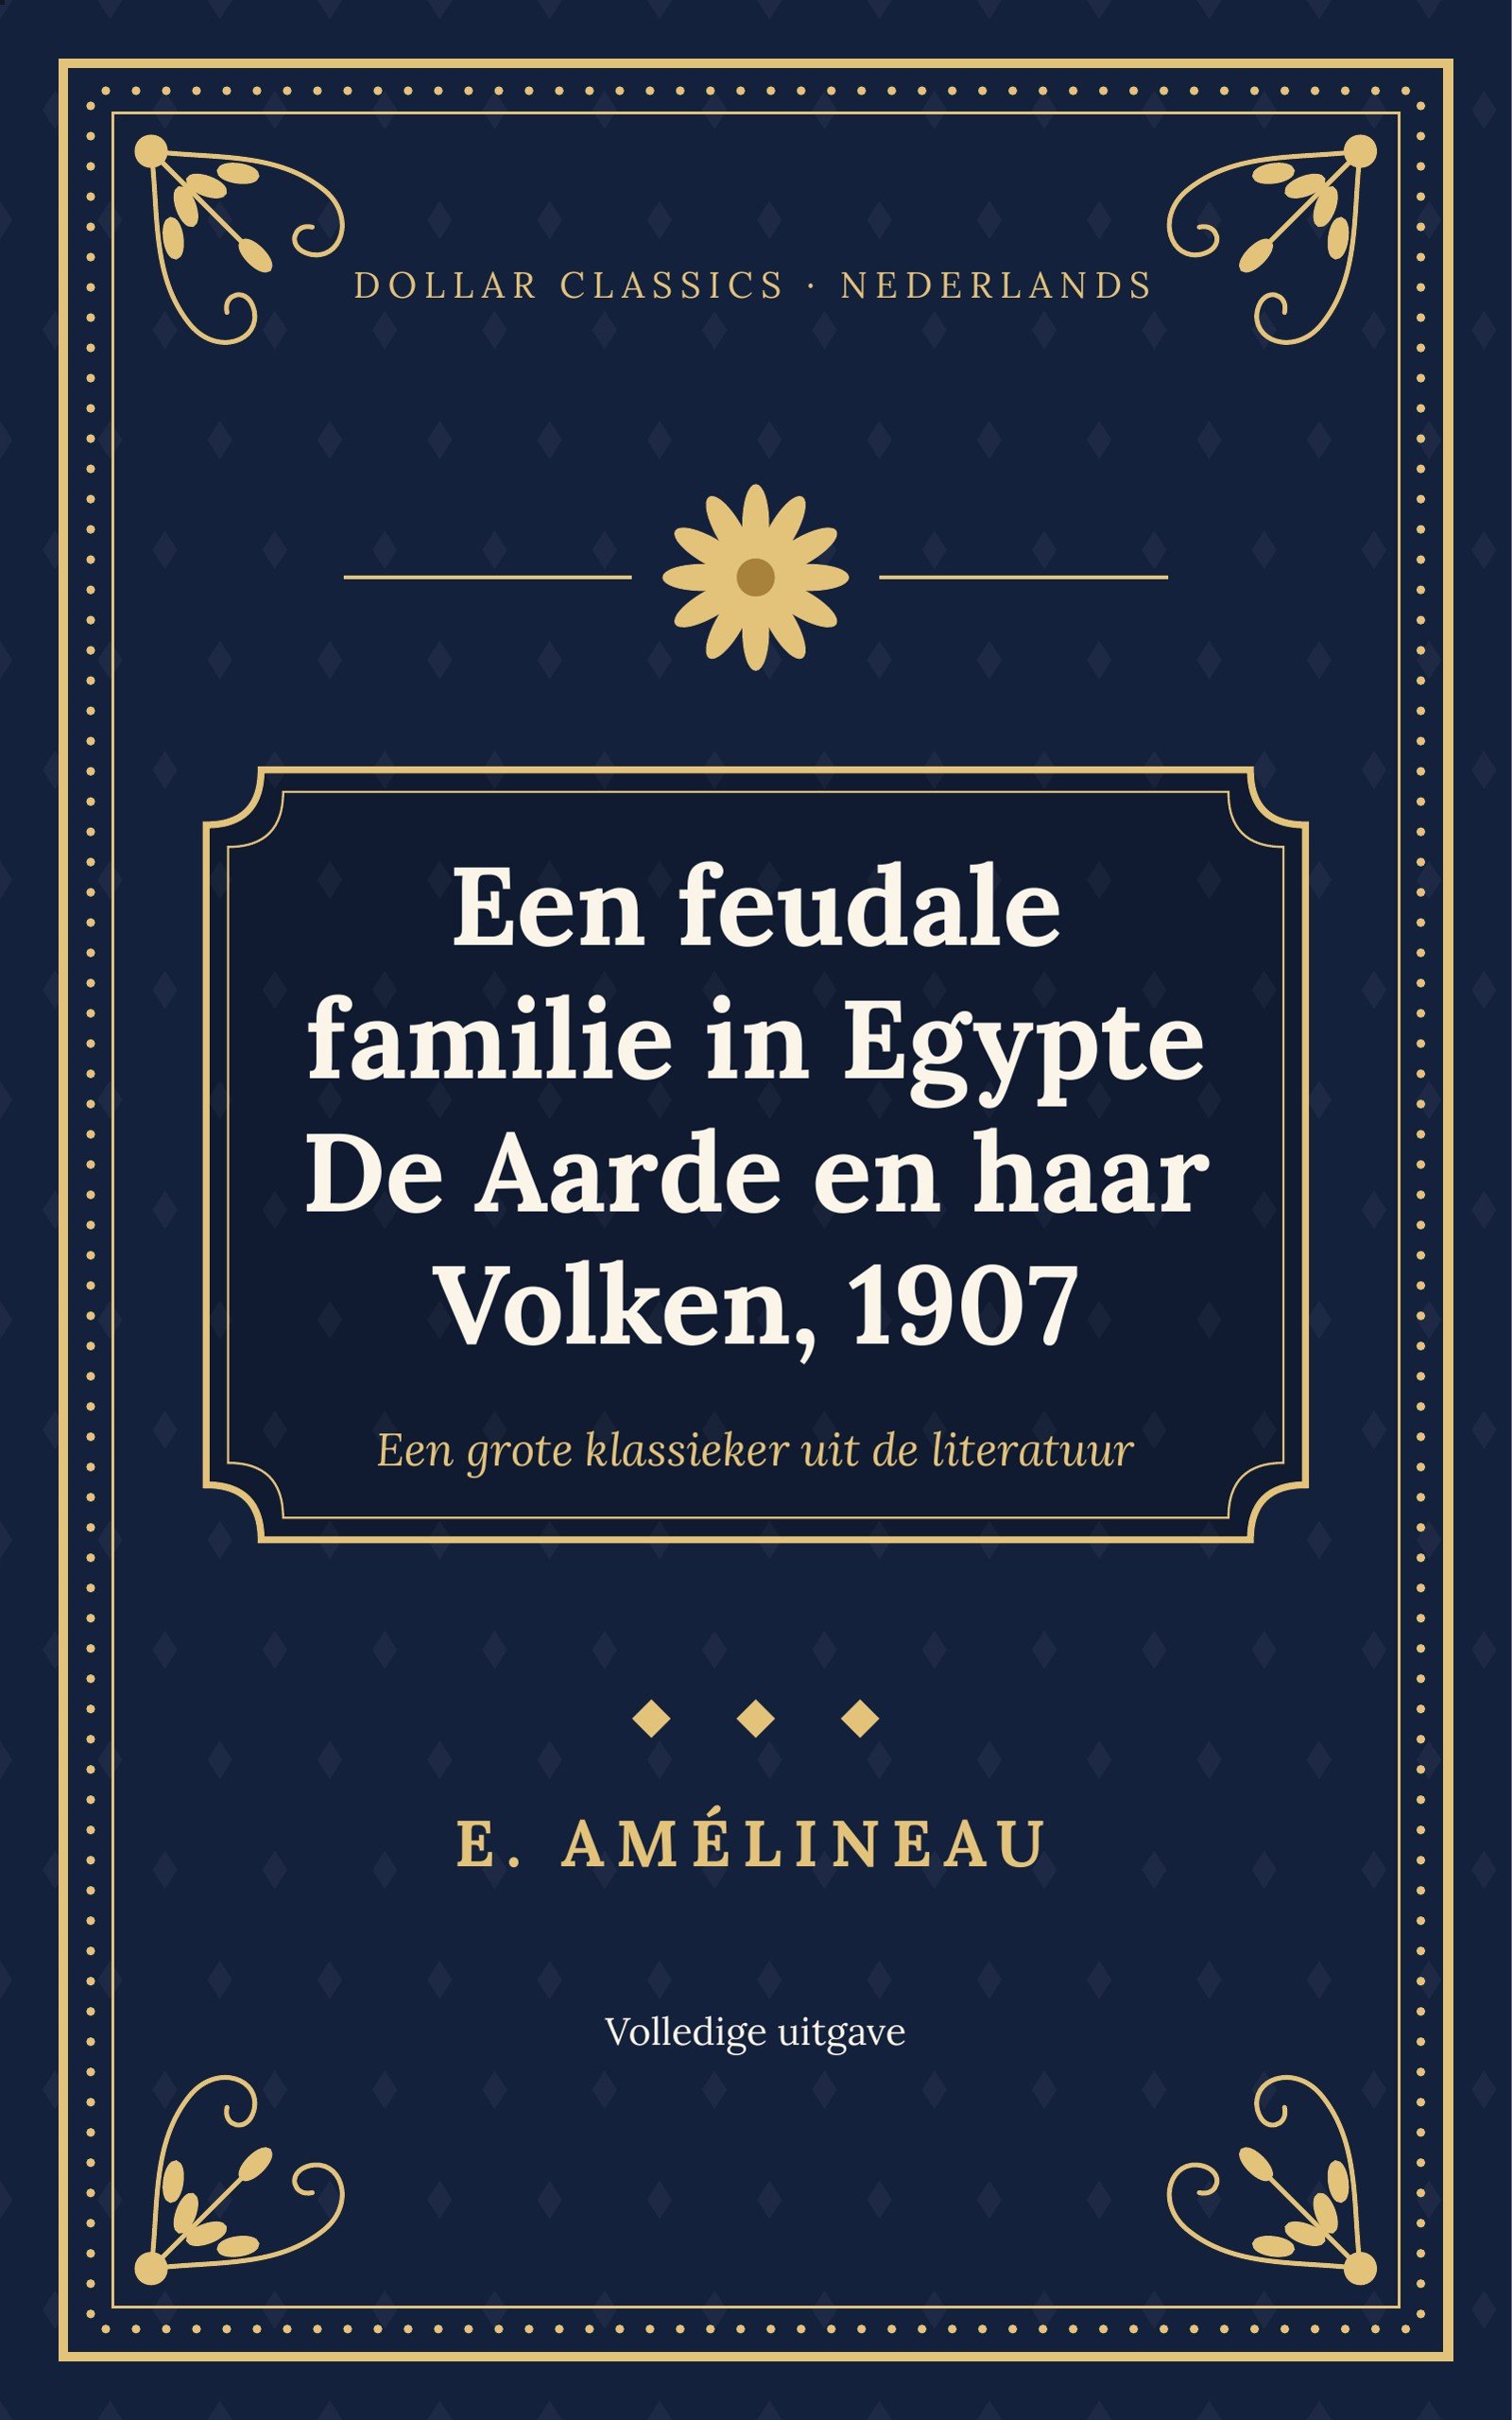 DOLLAR CLASSICS · NEDERLANDS
Een feudale
familie in Egypte
De Aarde en haar
Volken, 1907
Een grote klassieker uit de literatuur
E. AMÉLINEAU
Volledige uitgave